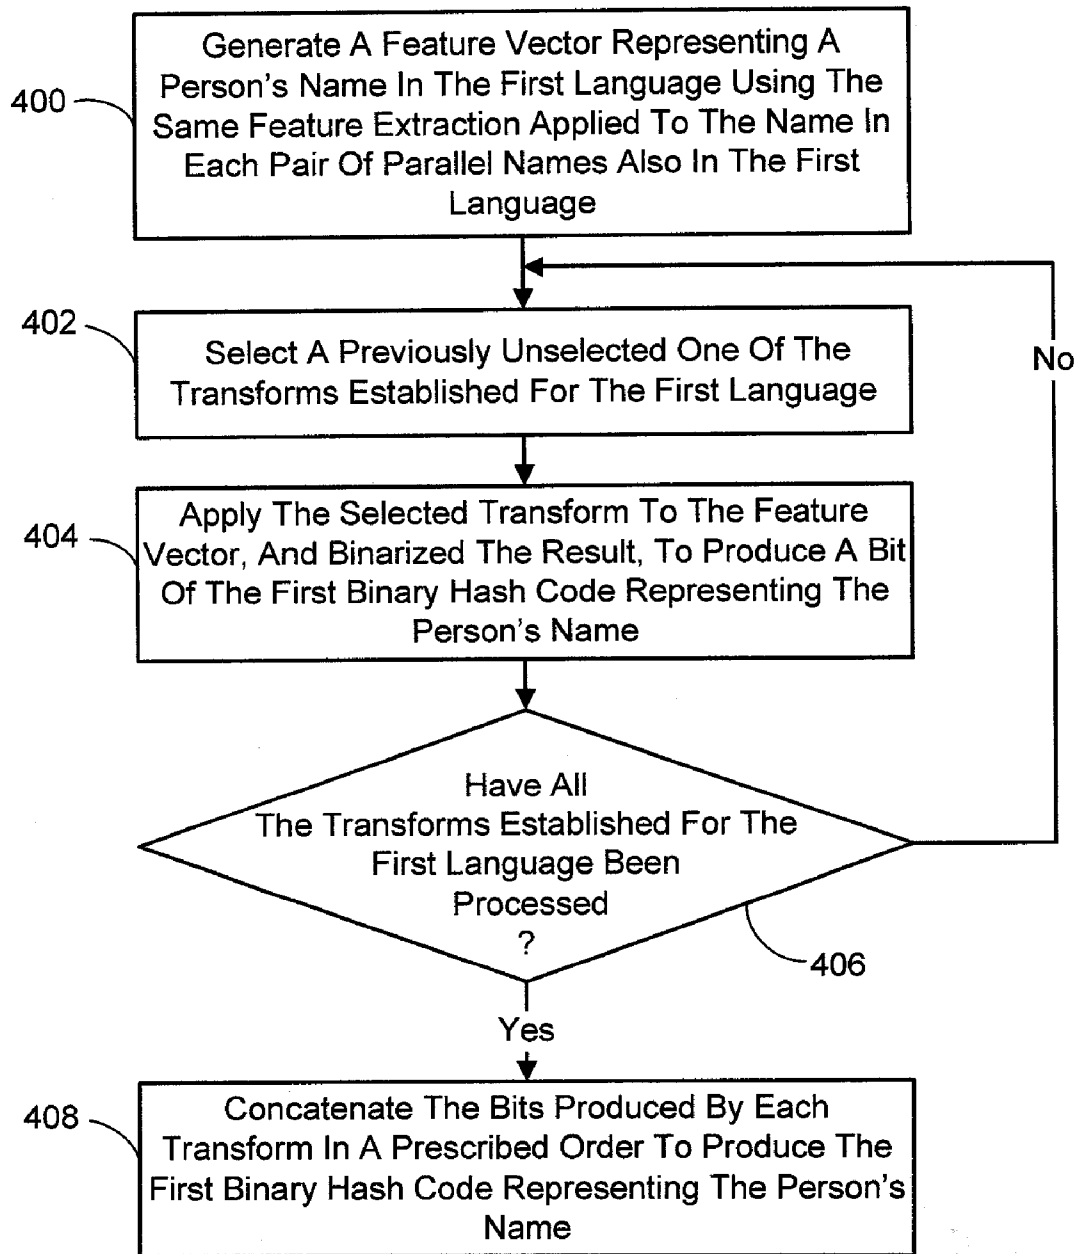 Generate A Feature Vector Representing A
Person's Name In The First Language Using The
400
Same Feature Extraction Applied To The Name In
Each Pair Of Parallel Names Also In The First
Language
402
Select A Previously Unselected One Of The
Transforms Established For The First Language
No
Apply The Selected Transform To The Feature
404
Vector, And Binarized The Result, To Produce A Bit
Of The First Binary Hash Code Representing The
Person's Name
Have All
The Transforms Established For The
First Language Been
Processed
?
406
Yes
408
Concatenate The Bits Produced By Each
Transform In A Prescribed Order To Produce The
First Binary Hash Code Representing The Person's
Name